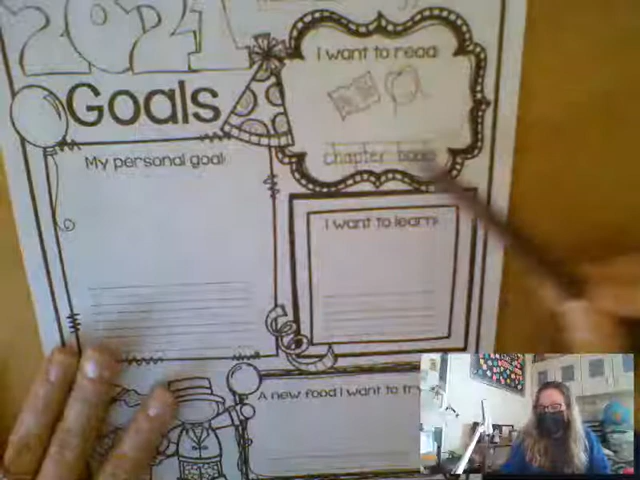 2021
Goals
I want to read:
chapter books
My personal goal:
I want to learn:
A new food I want to try